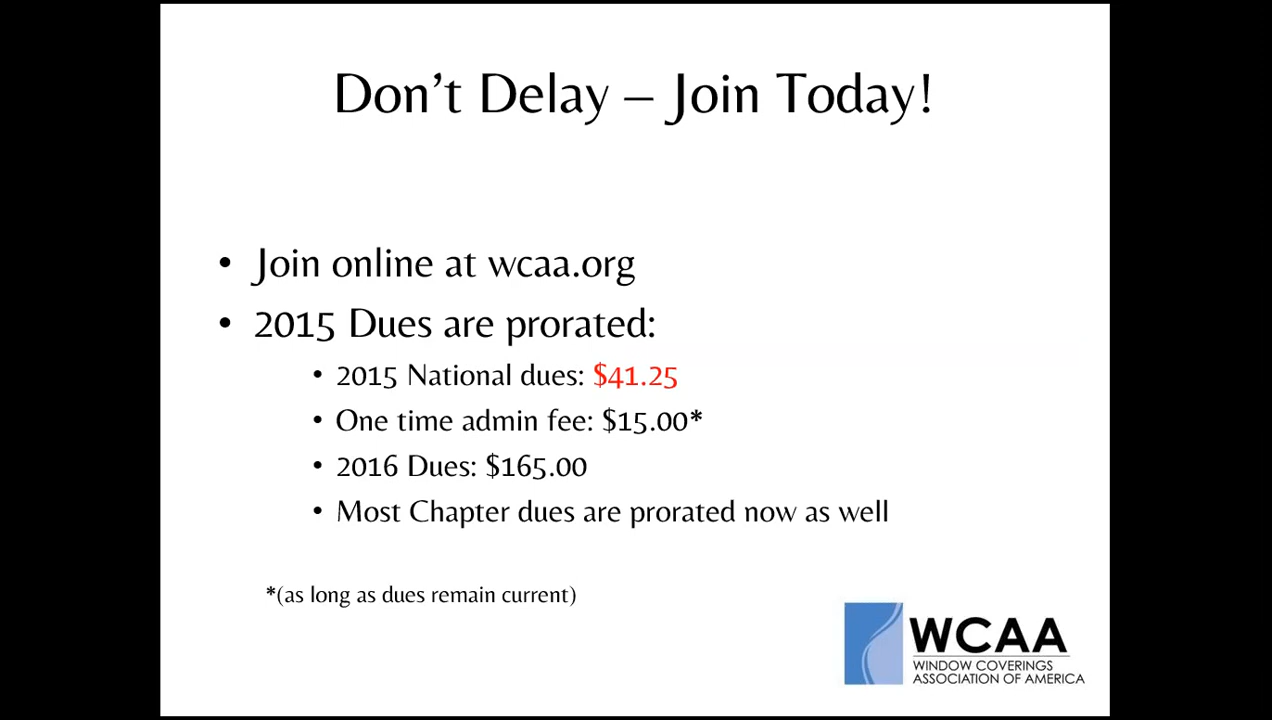 Don’t Delay – Join Today!
• Join online at wcaa.org
• 2015 Dues are prorated:
• 2015 National dues: $41.25
• One time admin fee: $15.00*
• 2016 Dues: $165.00
• Most Chapter dues are prorated now as well
*(as long as dues remain current)
WCAA
WINDOW COVERINGS
ASSOCIATION OF AMERICA